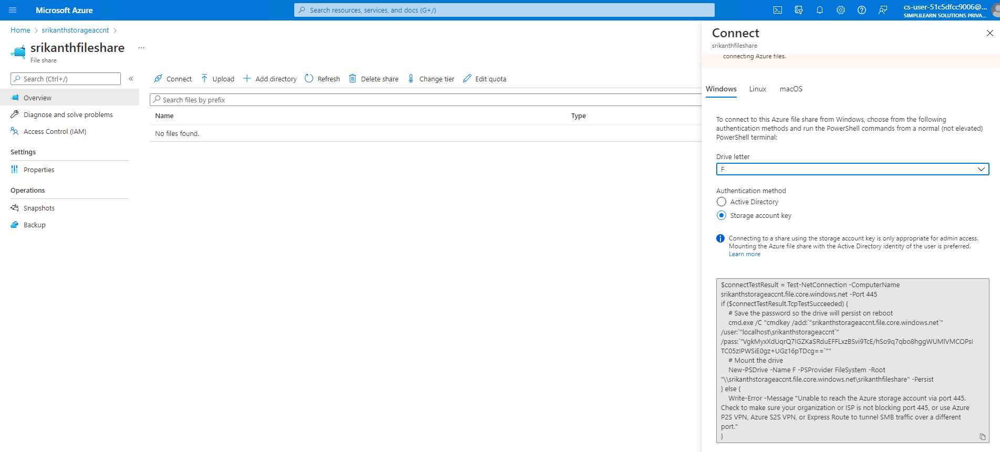 Microsoft Azure
Search resources, services, and docs (G+/)
cs-user-51c5dfcc9006@...
SIMPLILEARN SOLUTIONS PRIVA...
Home > srikanthstorageaccnt >
srikanthfileshare ...
File share
Search (Ctrl+/) «
Overview
Diagnose and solve problems
Access Control (IAM)
Settings
Properties
Operations
Snapshots
Backup
Connect Upload Add directory Refresh Delete share Change tier Edit quota
Search files by prefix
Name Type
No files found.
Connect
srikanthfileshare
connecting Azure files.
Windows Linux macOS
To connect to this Azure file share from Windows, choose from the following
authentication methods and run the PowerShell commands from a normal (not elevated)
PowerShell terminal:
Drive letter
F
Authentication method
Active Directory
Storage account key
Connecting to a share using the storage account key is only appropriate for admin access.
Mounting the Azure file share with the Active Directory identity of the user is preferred.
Learn more
$connectTestResult = Test-NetConnection -ComputerName
srikanthstorageaccnt.file.core.windows.net -Port 445
if ($connectTestResult.TcpTestSucceeded) {
# Save the password so the drive will persist on reboot
cmd.exe /C "cmdkey /add:`"srikanthstorageaccnt.file.core.windows.net`"
/user:`"localhost\srikanthstorageaccnt`"
/pass:`"VgkMyxXdUqrQ7IGZKaSRduEFFLxzBSvi9TcE/hSo9q7qbo8hggWUMlVMCOPsI
TC05zIPWSiE0gz+UGz16pTDcg==`""
# Mount the drive
New-PSDrive -Name F -PSProvider FileSystem -Root
"\\srikanthstorageaccnt.file.core.windows.net\srikanthfileshare" -Persist
} else {
Write-Error -Message "Unable to reach the Azure storage account via port 445.
Check to make sure your organization or ISP is not blocking port 445, or use Azure
P2S VPN, Azure S2S VPN, or Express Route to tunnel SMB traffic over a different
port."
}